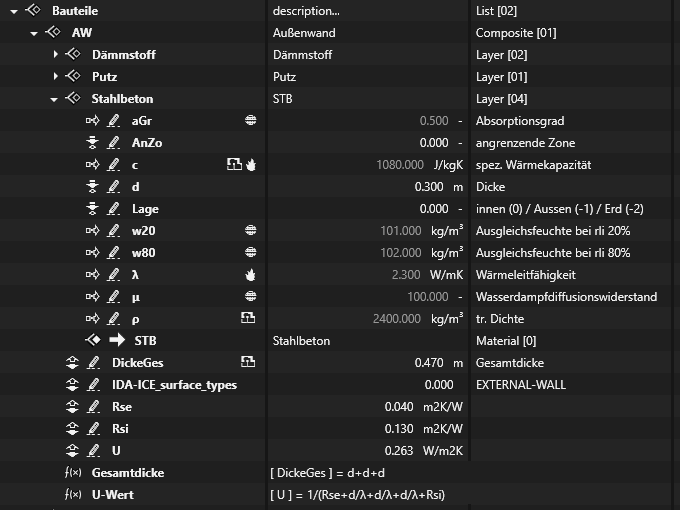 Bauteile description... List [02]
AW Außenwand Composite [01]
Dämmstoff Dämmstoff Layer [02]
Putz Putz Layer [01]
Stahlbeton STB Layer [04]
aGr 0.500 - Absorptionsgrad
AnZo 0.000 - angrenzende Zone
c 1080.000 J/kgK spez. Wärmekapazität
d 0.300 m Dicke
Lage 0.000 - innen (0) / Aussen (-1) / Erd (-2)
w20 101.000 kg/m³ Ausgleichsfeuchte bei rli 20%
w80 102.000 kg/m³ Ausgleichsfeuchte bei rli 80%
λ 2.300 W/mK Wärmeleitfähigkeit
μ 100.000 - Wasserdampfdiffusionswiderstand
ρ 2400.000 kg/m³ tr. Dichte
STB Stahlbeton Material [0]
DickeGes 0.470 m Gesamtdicke
IDA-ICE_surface_types 0.000 EXTERNAL-WALL
Rse 0.040 m2K/W
Rsi 0.130 m2K/W
U 0.263 W/m2K
f(x) Gesamtdicke [ DickeGes ] = d+d+d
f(x) U-Wert [ U ] = 1/(Rse+d/λ+d/λ+d/λ+Rsi)